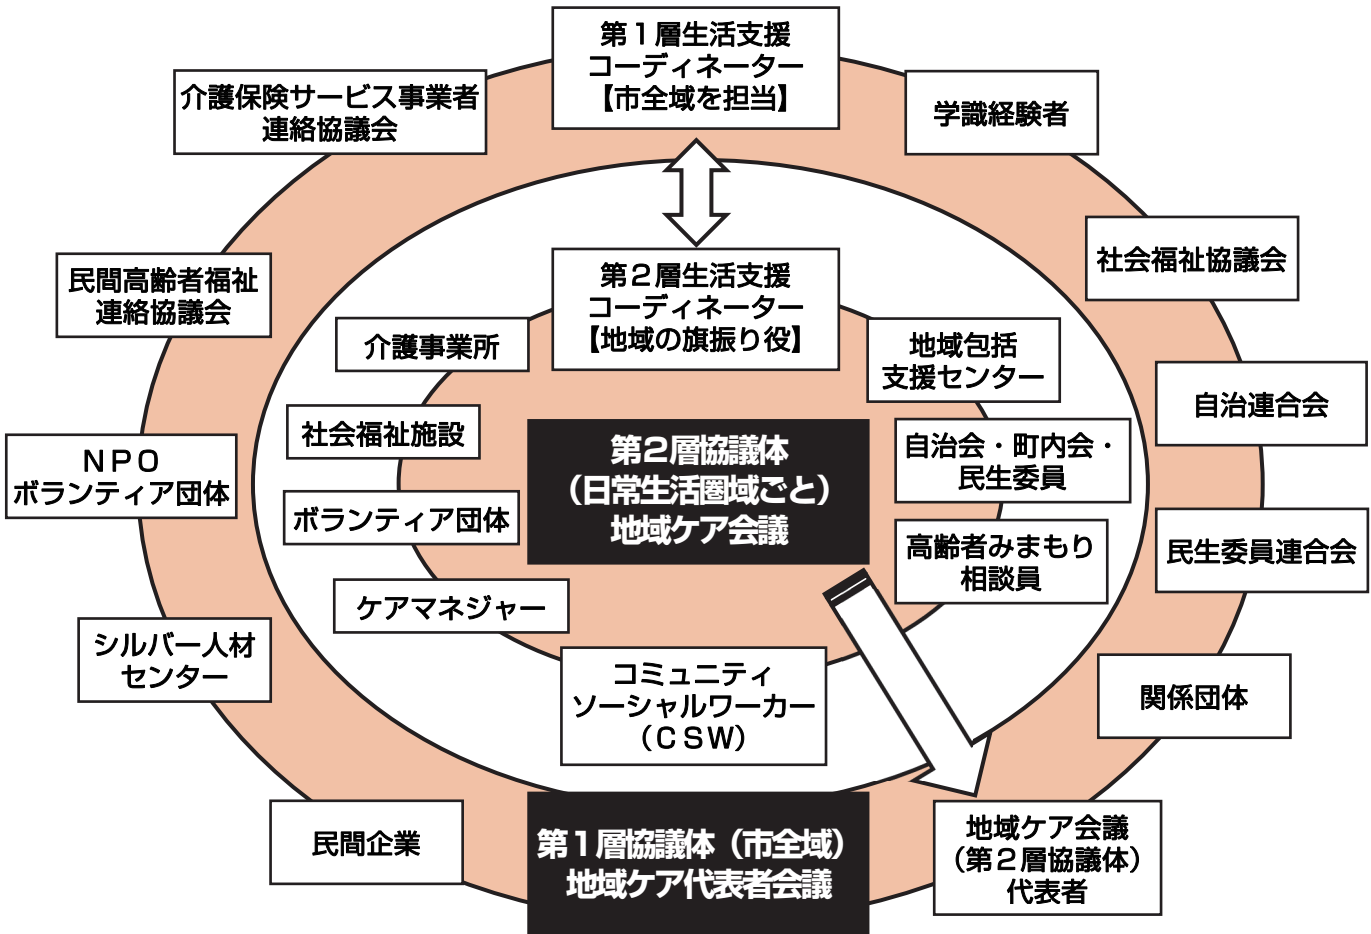 第１層生活支援
コーディネーター
【市全域を担当】
介護保険サービス事業者
連絡協議会
学識経験者
民間高齢者福祉
連絡協議会
社会福祉協議会
第２層生活支援
コーディネーター
【地域の旗振り役】
介護事業所
地域包括
支援センター
社会福祉施設
自治連合会
ＮＰＯ
ボランティア団体
第２層協議体
（日常生活圏域ごと）
地域ケア会議
自治会・町内会・
民生委員
ボランティア団体
高齢者みまもり
相談員
民生委員連合会
ケアマネジャー
シルバー人材
センター
コミュニティ
ソーシャルワーカー
（ＣＳＷ）
関係団体
民間企業
第１層協議体（市全域）
地域ケア代表者会議
地域ケア会議
（第２層協議体）
代表者